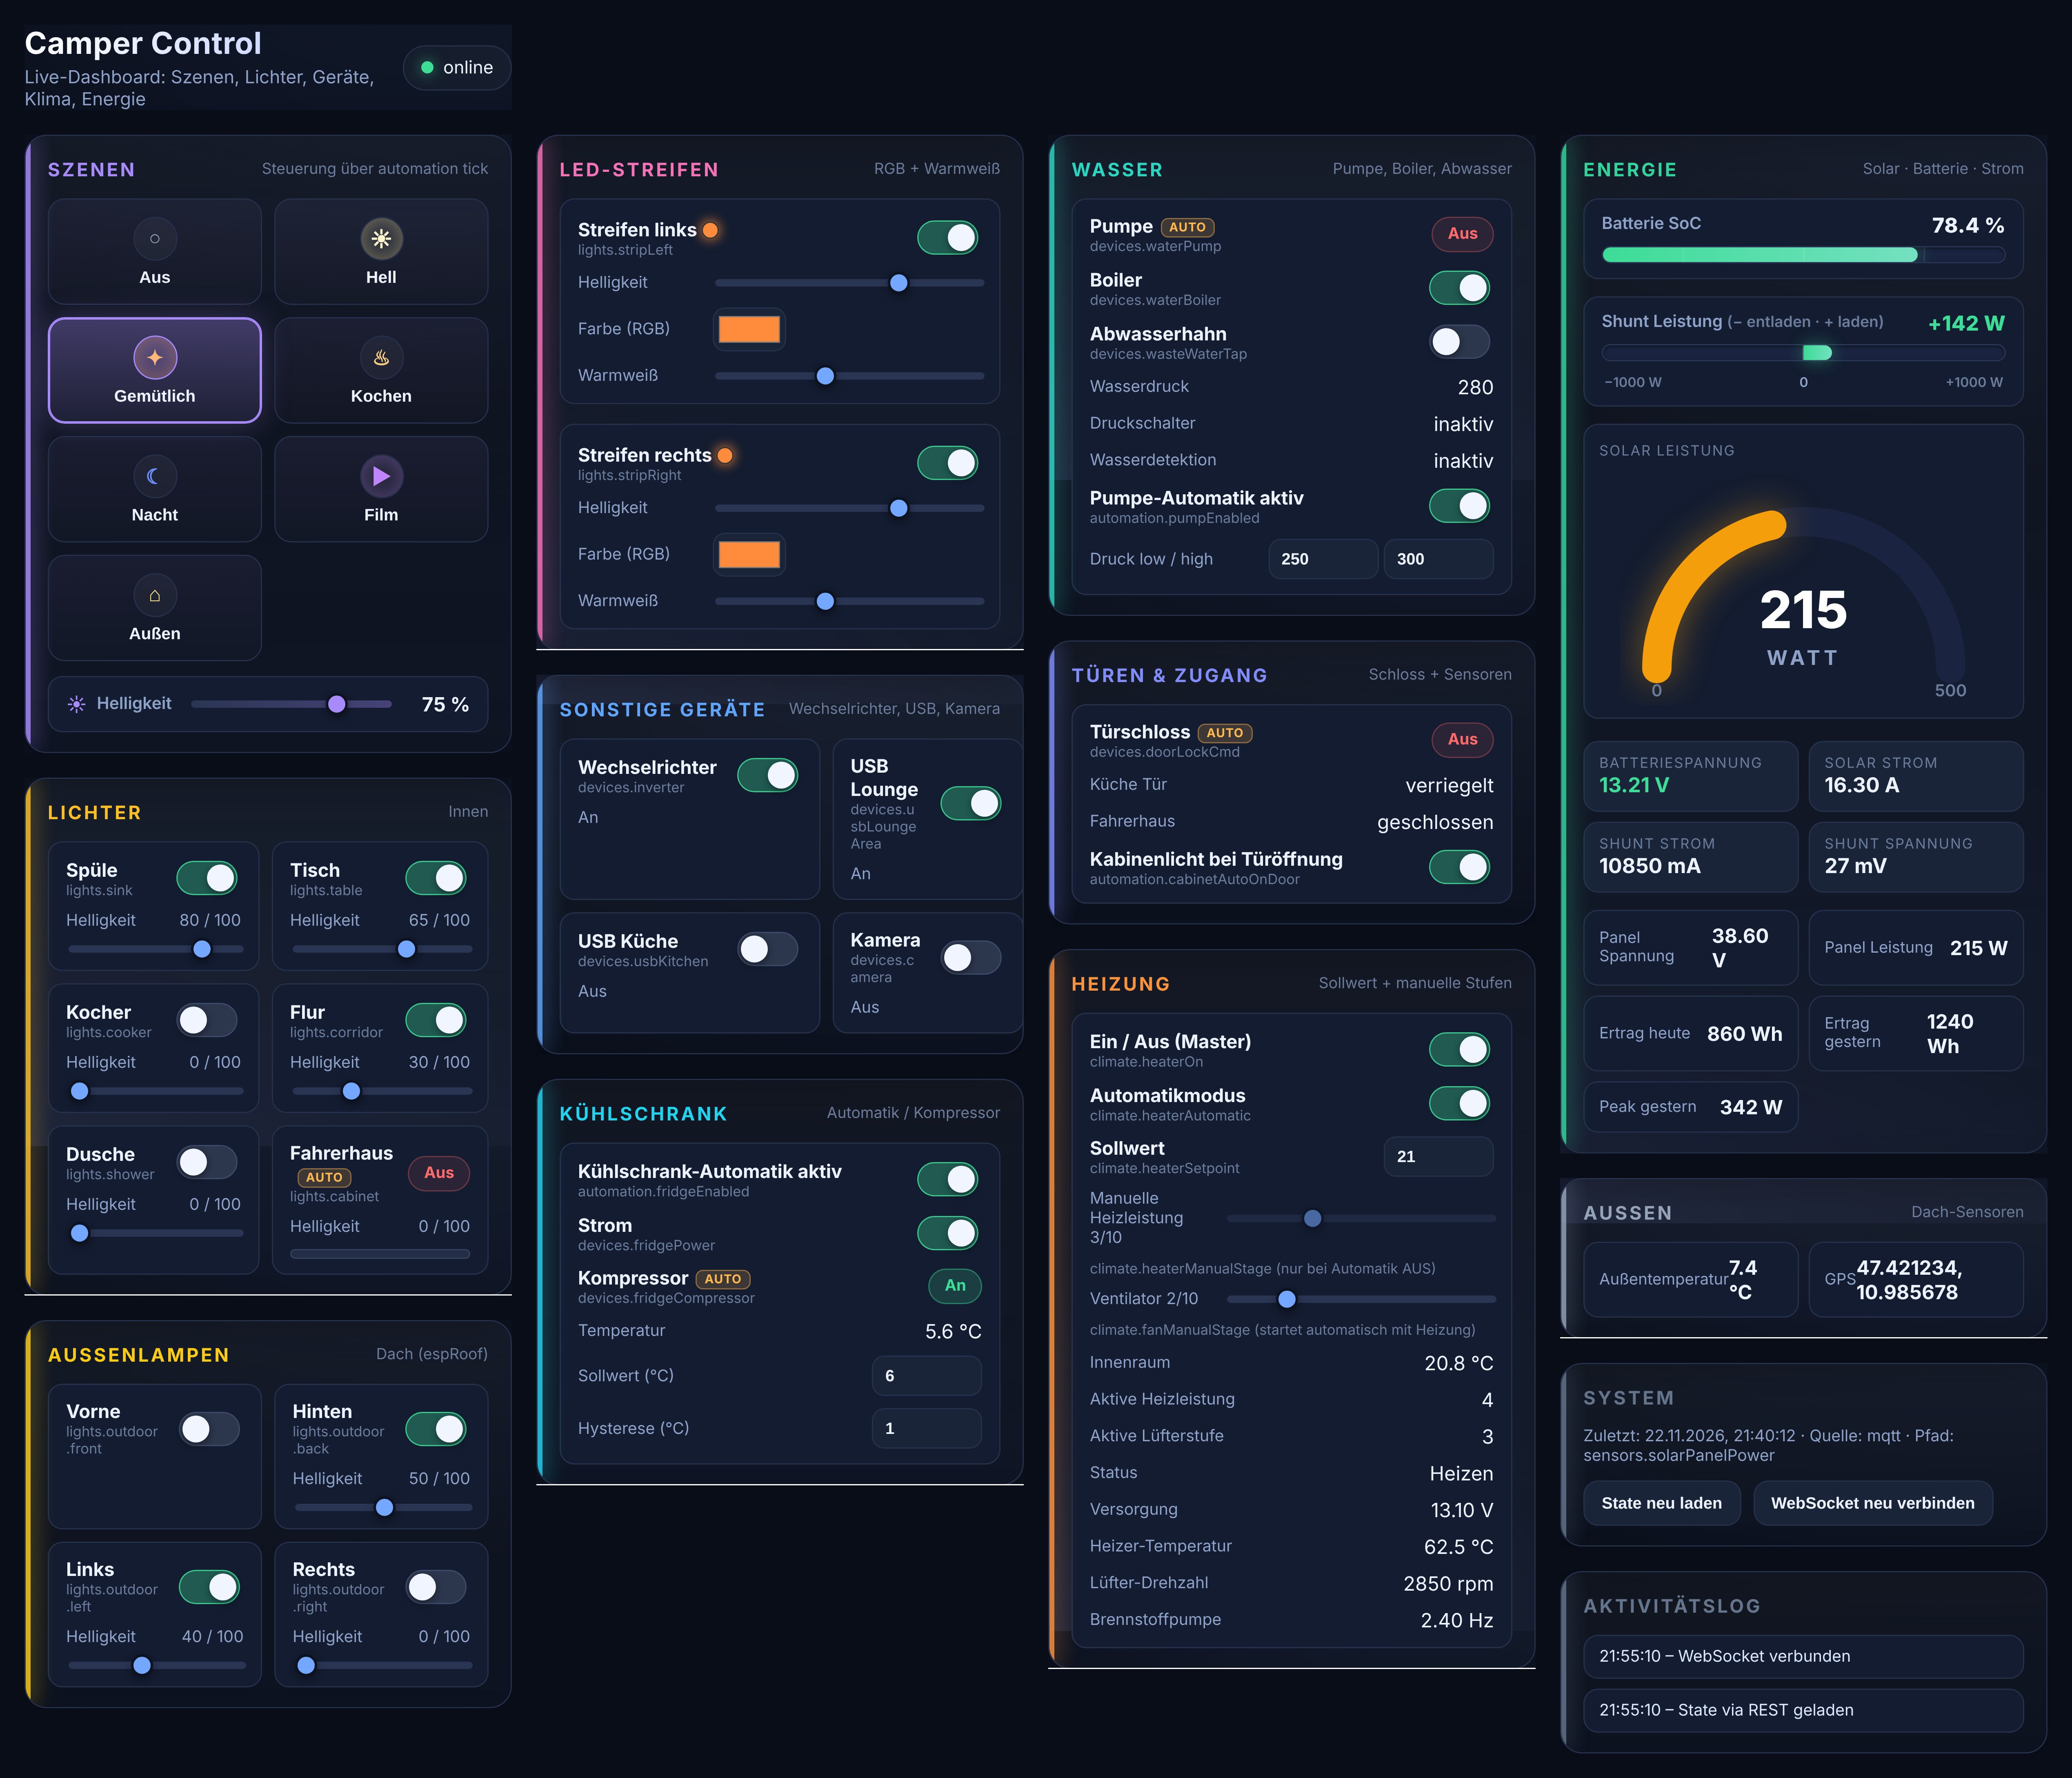 Camper Control
Live-Dashboard: Szenen, Lichter, Geräte,
Klima, Energie
online
SZENEN
Steuerung über automation tick
Aus
Hell
Gemütlich
Kochen
Nacht
Film
Außen
Helligkeit
75 %
LICHTER
Innen
Spüle
lights.sink
Helligkeit
80 / 100
Tisch
lights.table
Helligkeit
65 / 100
Kocher
lights.cooker
Helligkeit
0 / 100
Flur
lights.corridor
Helligkeit
30 / 100
Dusche
lights.shower
Helligkeit
0 / 100
Fahrerhaus
AUTO
lights.cabinet
Aus
Helligkeit
0 / 100
AUSSENLAMPEN
Dach (espRoof)
Vorne
lights.outdoor
.front
Hinten
lights.outdoor
.back
Helligkeit
50 / 100
Links
lights.outdoor
.left
Helligkeit
40 / 100
Rechts
lights.outdoor
.right
Helligkeit
0 / 100
LED-STREIFEN
RGB + Warmweiß
Streifen links
lights.stripLeft
Helligkeit
Farbe (RGB)
Warmweiß
Streifen rechts
lights.stripRight
Helligkeit
Farbe (RGB)
Warmweiß
SONSTIGE GERÄTE
Wechselrichter, USB, Kamera
Wechselrichter
devices.inverter
An
USB
Lounge
devices.u
sbLounge
Area
An
USB Küche
devices.usbKitchen
Aus
Kamera
devices.c
amera
Aus
KÜHLSCHRANK
Automatik / Kompressor
Kühlschrank-Automatik aktiv
automation.fridgeEnabled
Strom
devices.fridgePower
Kompressor AUTO
devices.fridgeCompressor
An
Temperatur
5.6 °C
Sollwert (°C)
6
Hysterese (°C)
1
WASSER
Pumpe, Boiler, Abwasser
Pumpe AUTO
devices.waterPump
Aus
Boiler
devices.waterBoiler
Abwasserhahn
devices.wasteWaterTap
Wasserdruck
280
Druckschalter
inaktiv
Wasserdetektion
inaktiv
Pumpe-Automatik aktiv
automation.pumpEnabled
Druck low / high
250
300
TÜREN & ZUGANG
Schloss + Sensoren
Türschloss AUTO
devices.doorLockCmd
Aus
Küche Tür
verriegelt
Fahrerhaus
geschlossen
Kabinenlicht bei Türöffnung
automation.cabinetAutoOnDoor
HEIZUNG
Sollwert + manuelle Stufen
Ein / Aus (Master)
climate.heaterOn
Automatikmodus
climate.heaterAutomatic
Sollwert
climate.heaterSetpoint
21
Manuelle
Heizleistung
3/10
climate.heaterManualStage (nur bei Automatik AUS)
Ventilator 2/10
climate.fanManualStage (startet automatisch mit Heizung)
Innenraum
20.8 °C
Aktive Heizleistung
4
Aktive Lüfterstufe
3
Status
Heizen
Versorgung
13.10 V
Heizer-Temperatur
62.5 °C
Lüfter-Drehzahl
2850 rpm
Brennstoffpumpe
2.40 Hz
ENERGIE
Solar · Batterie · Strom
Batterie SoC
78.4 %
Shunt Leistung (− entladen · + laden)
+142 W
−1000 W
0
+1000 W
SOLAR LEISTUNG
215
WATT
0
500
BATTERIESPANNUNG
13.21 V
SOLAR STROM
16.30 A
SHUNT STROM
10850 mA
SHUNT SPANNUNG
27 mV
Panel
Spannung
38.60
V
Panel Leistung
215 W
Ertrag heute
860 Wh
Ertrag
gestern
1240
Wh
Peak gestern
342 W
AUSSEN
Dach-Sensoren
Außentemperatur
7.4
°C
GPS
47.421234,
10.985678
SYSTEM
Zuletzt: 22.11.2026, 21:40:12 · Quelle: mqtt · Pfad:
sensors.solarPanelPower
State neu laden
WebSocket neu verbinden
AKTIVITÄTSLOG
21:55:10 – WebSocket verbunden
21:55:10 – State via REST geladen